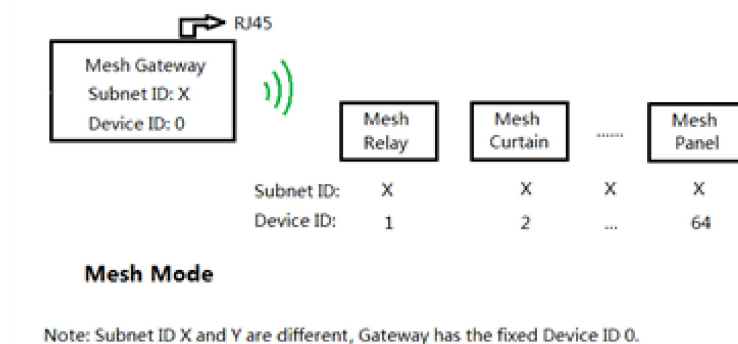 RJ45
Mesh Gateway
Subnet ID: X
Device ID: 0
Mesh Relay
Mesh Curtain
......
Mesh Panel
Subnet ID: X X X X
Device ID: 1 2 ... 64
Mesh Mode
Note: Subnet ID X and Y are different, Gateway has the fixed Device ID 0.